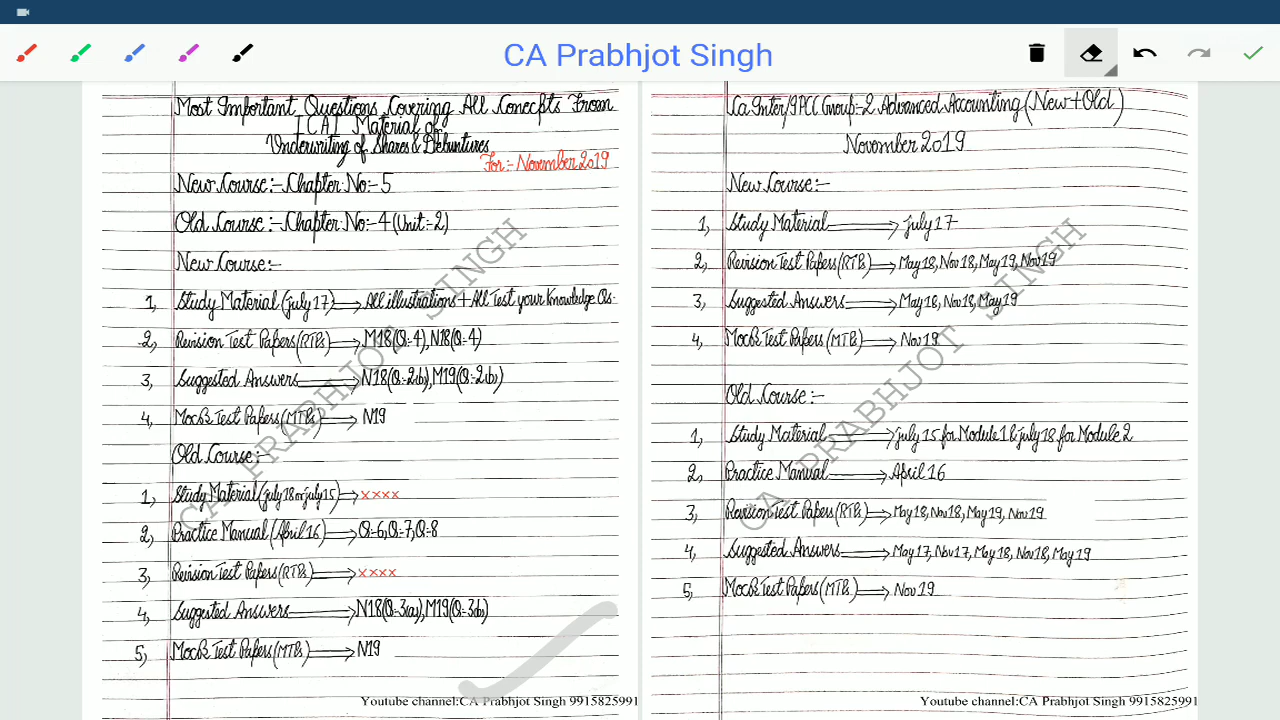 CA Prabhjot Singh
Most Important Questions Covering All Concepts From
ICAI Material of
Underwriting of Shares & Debuntures
For:- November 2019
New Course:- Chapter No:- 5
Old Course:- Chapter No:- 4 (Unit:- 2)
New Course:-
1, Study Material (July 17) ⟶ All illustrations + All Test your Knowledge Qs.
2, Revision Test Papers (RTPs) ⟶ M18(Q:-4), N18(Q:-4)
3, Suggested Answers ⟶ N18(Q:-2(b)), M19(Q:-2(b))
4, Mock Test Papers (MTPs) ⟶ N19
Old Course:-
1, Study Material (July 18 or July 15) ⟶ xxxx
2, Practice Manual (April 16) ⟶ Q:-6, Q:-7, Q:-8
3, Revision Test Papers (RTPs) ⟶ xxxx
4, Suggested Answers ⟶ N18(Q:-3(a)), M19(Q:-3(b))
5, Mock Test Papers (MTPs) ⟶ N19
CA PRABHJOT SINGH
Youtube channel:CA Prabhjot Singh 9915825991
Ca Inter/IPCC Group:-2 Advanced Accounting (New + Old)
November 2019
New Course:-
1, Study Material ⟶ July 17
2, Revision Test Papers (RTPs) ⟶ May 18, Nov 18, May 19, Nov 19
3, Suggested Answers ⟶ May 18, Nov 18, May 19
4, Mock Test Papers (MTPs) ⟶ Nov 19
Old Course:-
1, Study Material ⟶ July 15 for Module 1 & July 18 for Module 2
2, Practice Manual ⟶ April 16
3, Revision Test Papers (RTPs) ⟶ May 18, Nov 18, May 19, Nov 19
4, Suggested Answers ⟶ May 17, Nov 17, May 18, Nov 18, May 19
5, Mock Test Papers (MTPs) ⟶ Nov 19
CA PRABHJOT SINGH
Youtube channel:CA Prabhjot Singh 9915825991